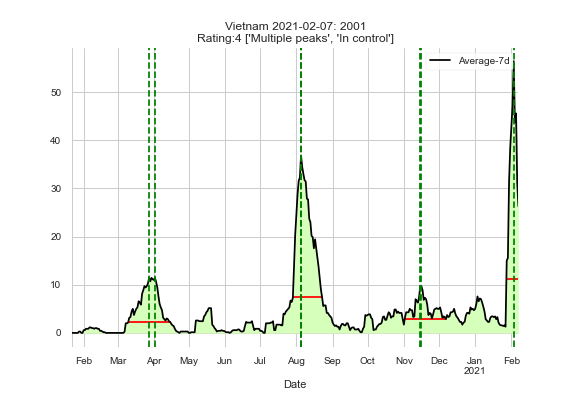 Vietnam 2021-02-07: 2001
Rating:4 ['Multiple peaks', 'In control']
Average-7d
50
40
30
20
10
0
Feb Mar Apr May Jun Jul Aug Sep Oct Nov Dec Jan Feb
2021
Date